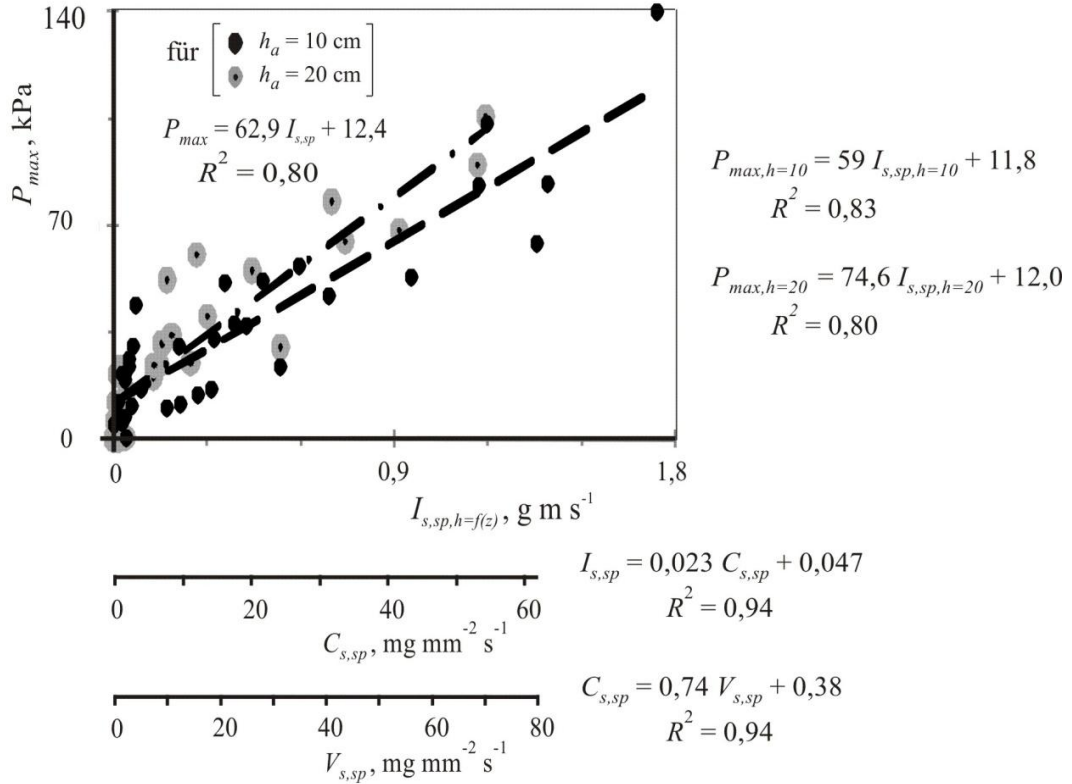 140
für
h_a = 10 cm
h_a = 20 cm
P_max = 62,9 I_s,sp + 12,4
R² = 0,80
P_max, kPa
70
0
P_max,h=10 = 59 I_s,sp,h=10 + 11,8
R² = 0,83
P_max,h=20 = 74,6 I_s,sp,h=20 + 12,0
R² = 0,80
0 0,9 1,8
I_s,sp,h=f(z), g m s⁻¹
I_s,sp = 0,023 C_s,sp + 0,047
R² = 0,94
0 20 40 60
C_s,sp, mg mm⁻² s⁻¹
C_s,sp = 0,74 V_s,sp + 0,38
R² = 0,94
0 20 40 60 80
V_s,sp, mg mm⁻² s⁻¹